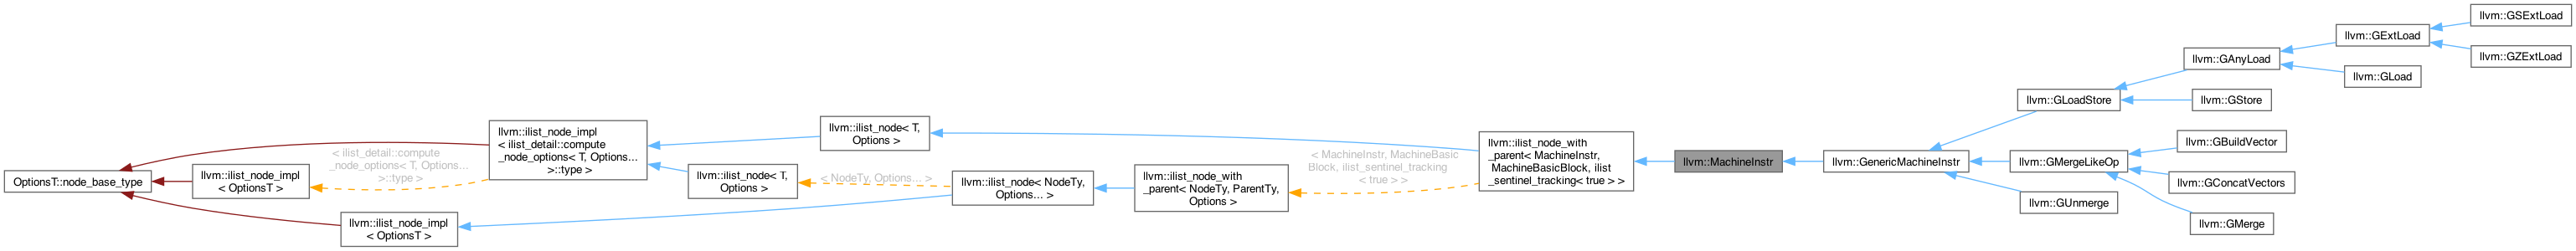 OptionsT::node_base_type
llvm::ilist_node_impl
< OptionsT >
< ilist_detail::compute
_node_options< T, Options...
>::type >
llvm::ilist_node_impl
< OptionsT >
llvm::ilist_node_impl
< ilist_detail::compute
_node_options< T, Options...
>::type >
llvm::ilist_node< T,
Options >
llvm::ilist_node< T,
Options >
< NodeTy, Options... >
llvm::ilist_node< NodeTy,
Options... >
llvm::ilist_node_with
_parent< NodeTy, ParentTy,
Options >
< MachineInstr, MachineBasic
Block, ilist_sentinel_tracking
< true > >
llvm::ilist_node_with
_parent< MachineInstr,
MachineBasicBlock, ilist
_sentinel_tracking< true > >
llvm::MachineInstr
llvm::GenericMachineInstr
llvm::GLoadStore
llvm::GMergeLikeOp
llvm::GUnmerge
llvm::GAnyLoad
llvm::GStore
llvm::GBuildVector
llvm::GConcatVectors
llvm::GMerge
llvm::GExtLoad
llvm::GLoad
llvm::GSExtLoad
llvm::GZExtLoad